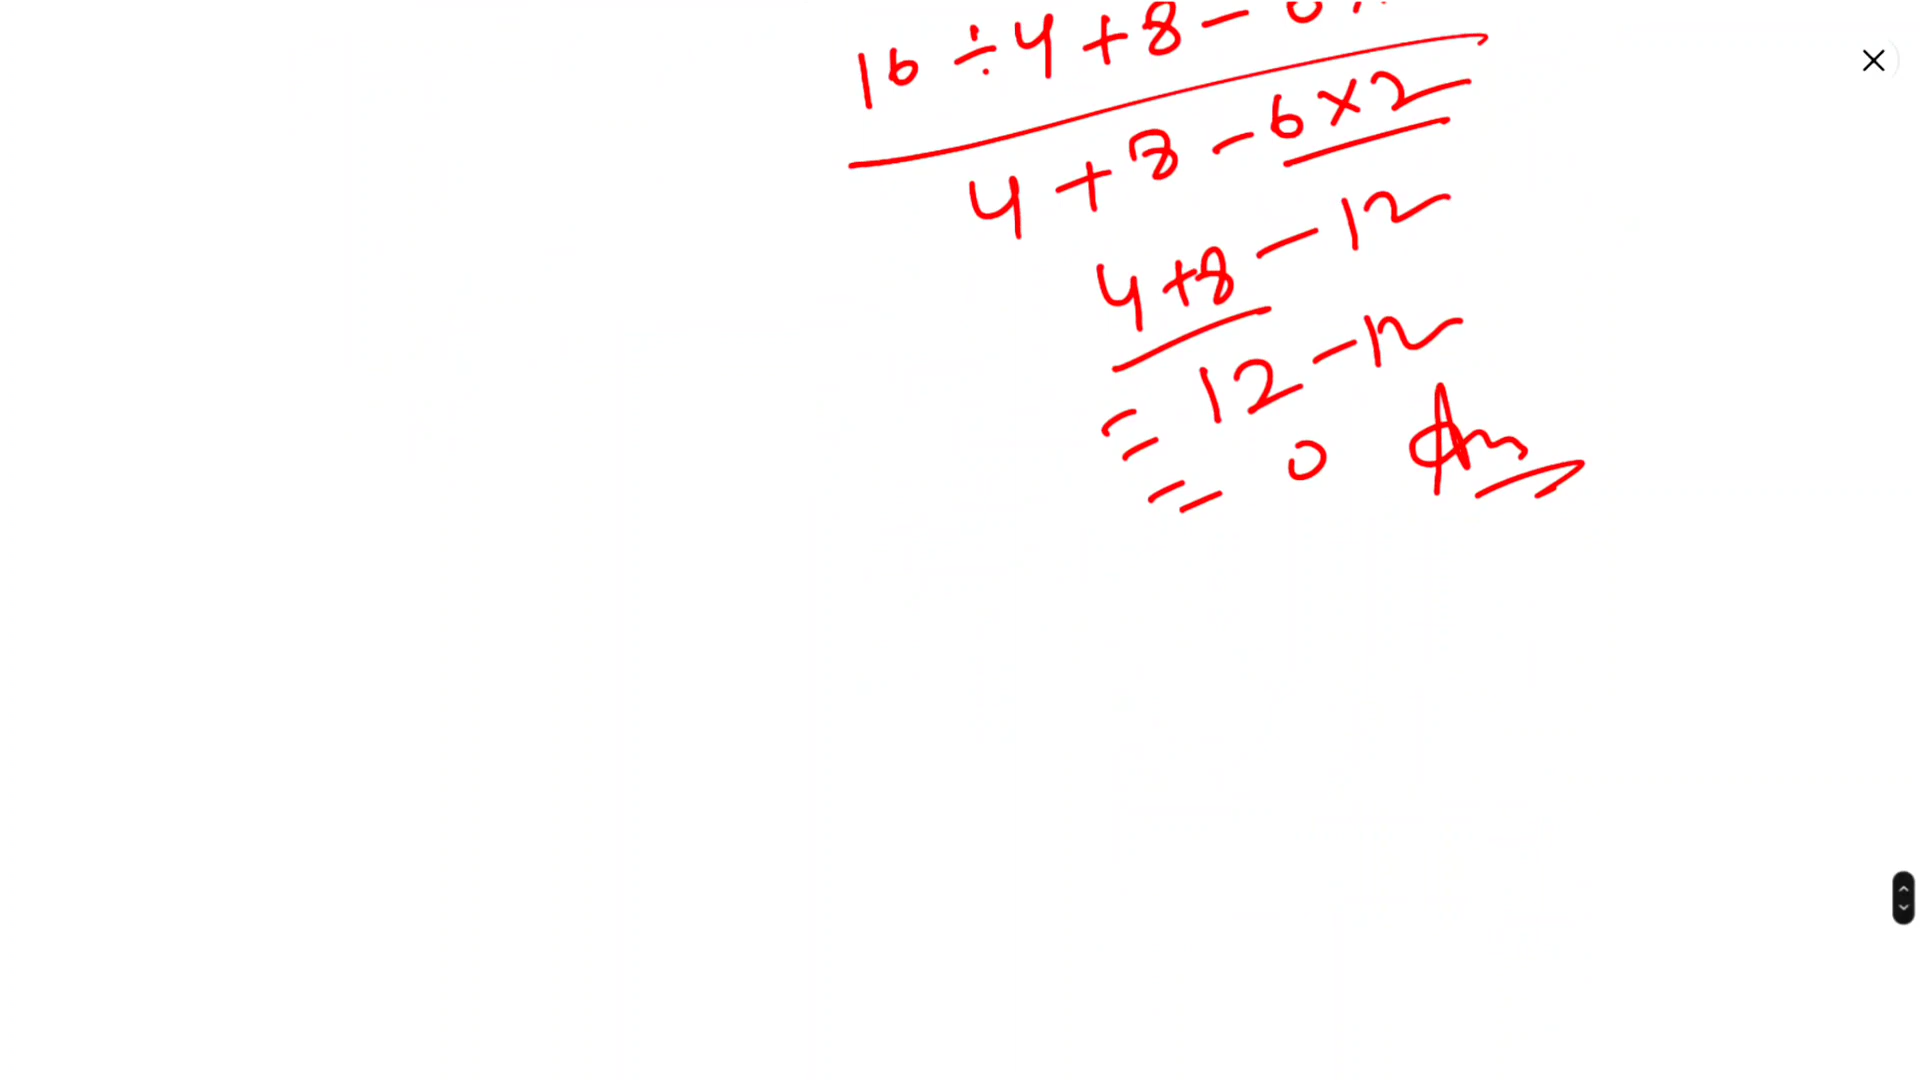 16 ÷ 4 + 8 - 6
4 + 8 - 6 × 2
4 + 8 - 12
= 12 - 12
= 0 Ans